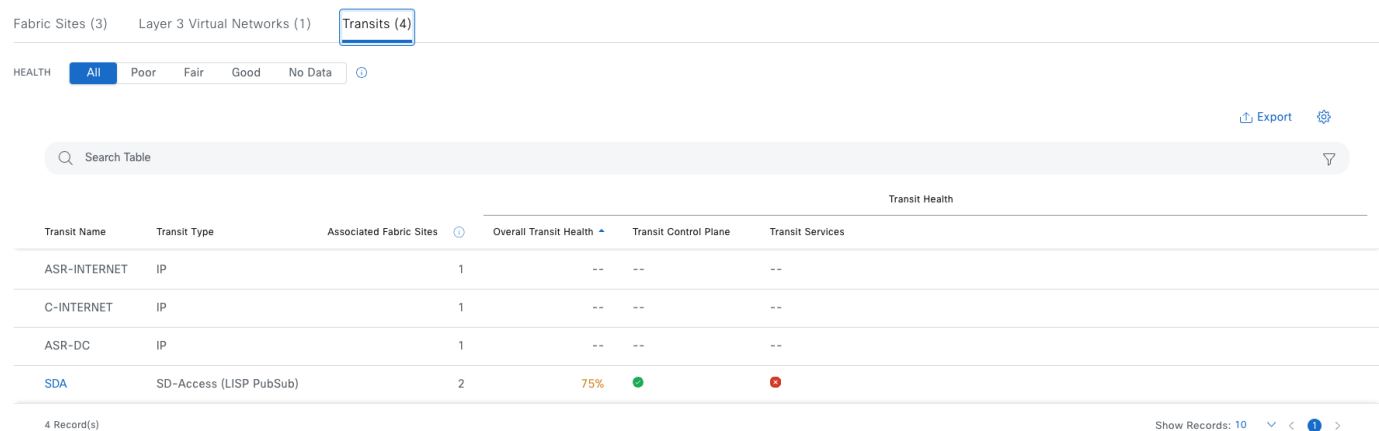 Fabric Sites (3) Layer 3 Virtual Networks (1) Transits (4)
HEALTH All Poor Fair Good No Data
Export
Search Table
Transit Health
Transit Name Transit Type Associated Fabric Sites Overall Transit Health Transit Control Plane Transit Services
ASR-INTERNET IP 1 -- -- --
C-INTERNET IP 1 -- -- --
ASR-DC IP 1 -- -- --
SDA SD-Access (LISP PubSub) 2 75%
4 Record(s) Show Records: 10 1